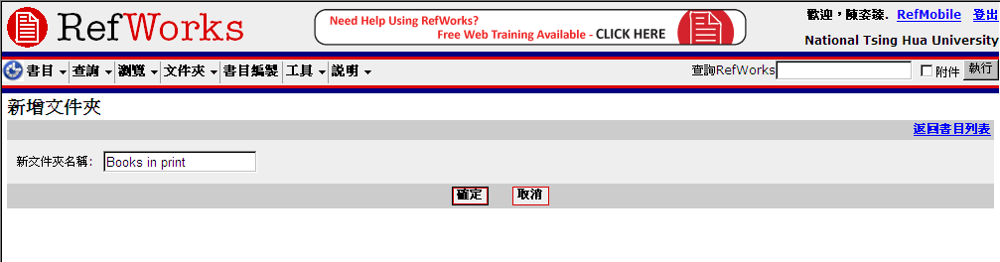 RefWorks
Need Help Using RefWorks?
Free Web Training Available - CLICK HERE
歡迎，陳姿臻. RefMobile 登出
National Tsing Hua University
書目 查詢 瀏覽 文件夾 書目編製 工具 說明 查詢RefWorks 附件 執行
新增文件夾
返回書目列表
新文件夾名稱: Books in print
確定 取消